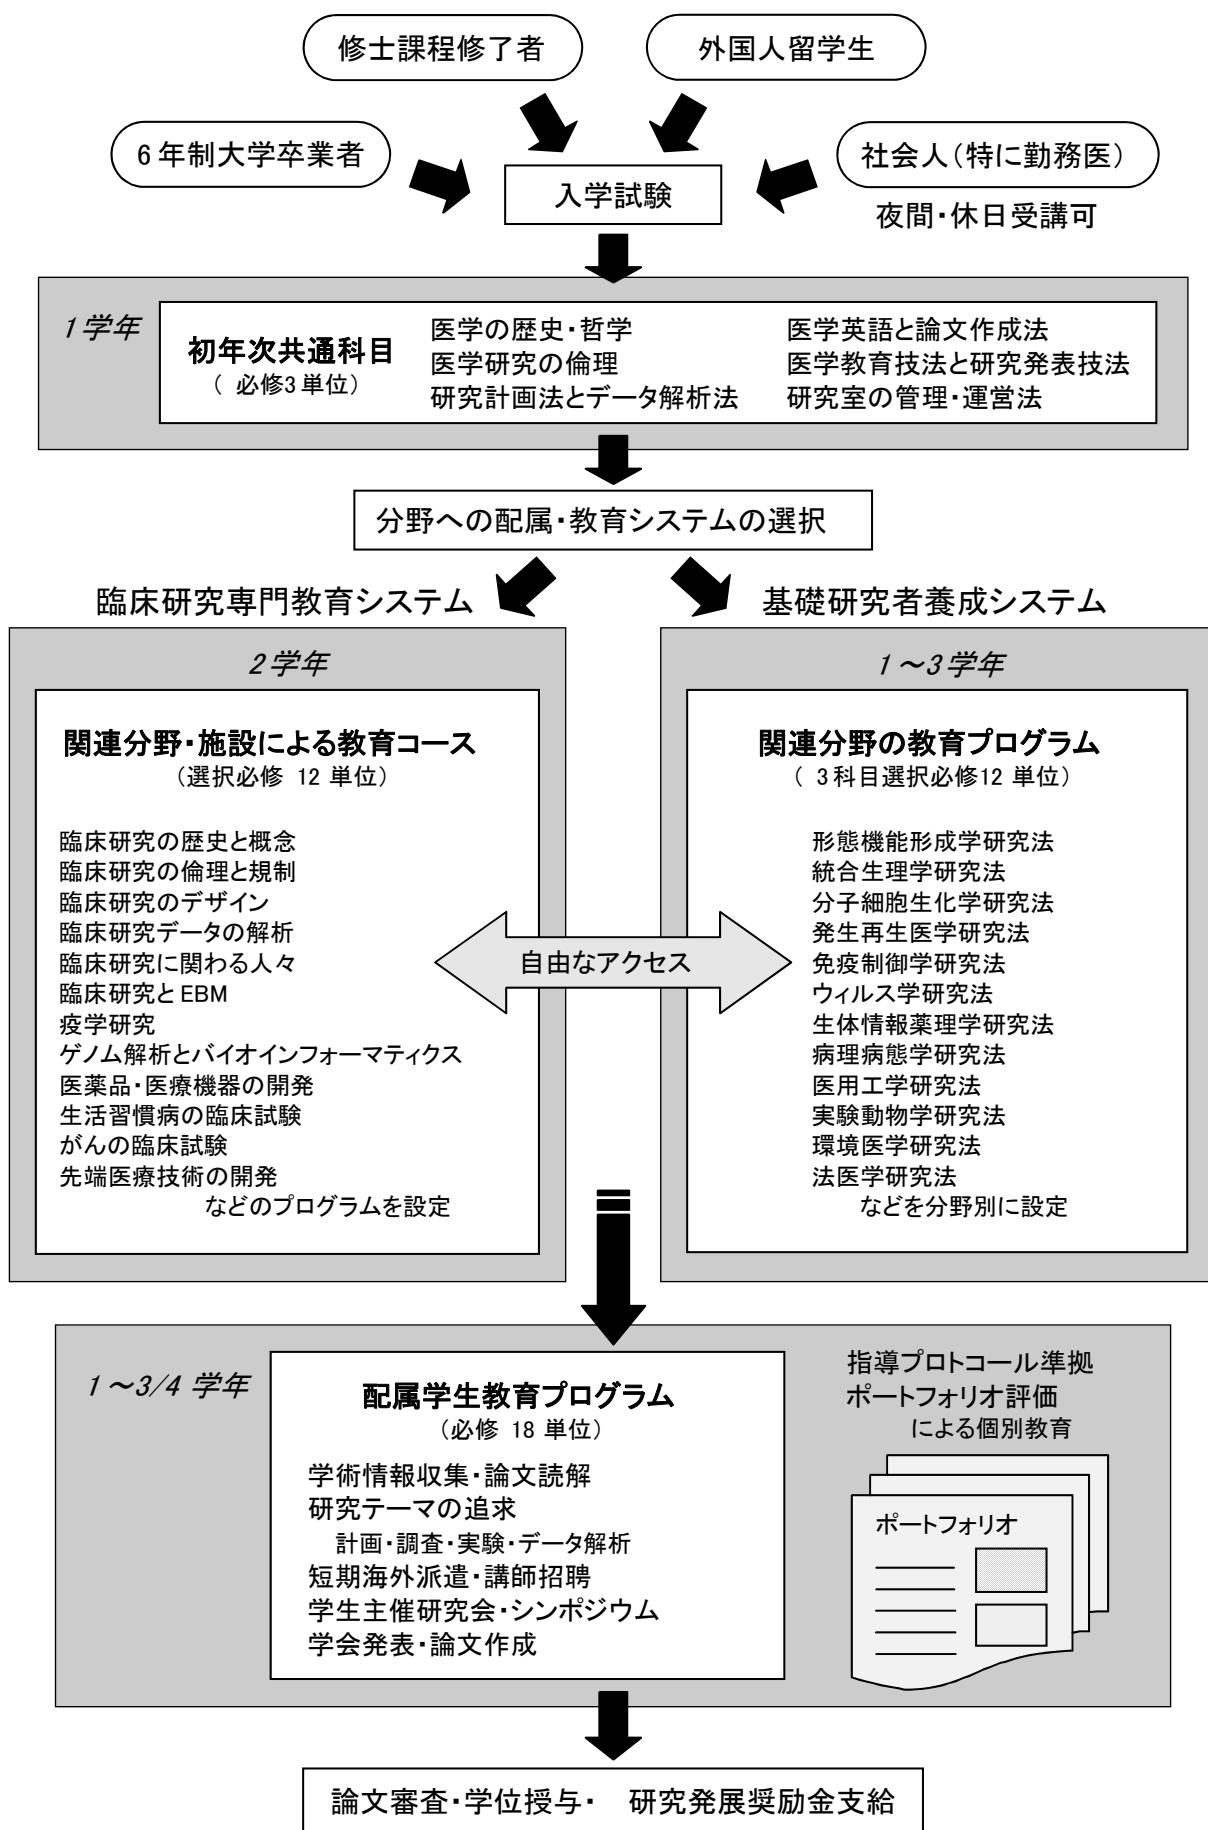 修士課程修了者
外国人留学生
6年制大学卒業者
社会人（特に勤務医）
夜間・休日受講可
入学試験
1学年
初年次共通科目
（ 必修3単位）
医学の歴史・哲学
医学研究の倫理
研究計画法とデータ解析法
医学英語と論文作成法
医学教育技法と研究発表技法
研究室の管理・運営法
分野への配属・教育システムの選択
臨床研究専門教育システム
2学年
関連分野・施設による教育コース
（選択必修 12 単位）
臨床研究の歴史と概念
臨床研究の倫理と規制
臨床研究のデザイン
臨床研究データの解析
臨床研究に関わる人々
臨床研究とEBM
疫学研究
ゲノム解析とバイオインフォーマティクス
医薬品・医療機器の開発
生活習慣病の臨床試験
がんの臨床試験
先端医療技術の開発
などのプログラムを設定
自由なアクセス
基礎研究者養成システム
1～3学年
関連分野の教育プログラム
（ 3科目選択必修12 単位）
形態機能形成学研究法
統合生理学研究法
分子細胞生化学研究法
発生再生医学研究法
免疫制御学研究法
ウィルス学研究法
生体情報薬理学研究法
病理病態学研究法
医用工学研究法
実験動物学研究法
環境医学研究法
法医学研究法
などを分野別に設定
1～3/4 学年
配属学生教育プログラム
（必修 18 単位）
学術情報収集・論文読解
研究テーマの追求
計画・調査・実験・データ解析
短期海外派遣・講師招聘
学生主催研究会・シンポジウム
学会発表・論文作成
指導プロトコール準拠
ポートフォリオ評価
による個別教育
ポートフォリオ
論文審査・学位授与・ 研究発展奨励金支給